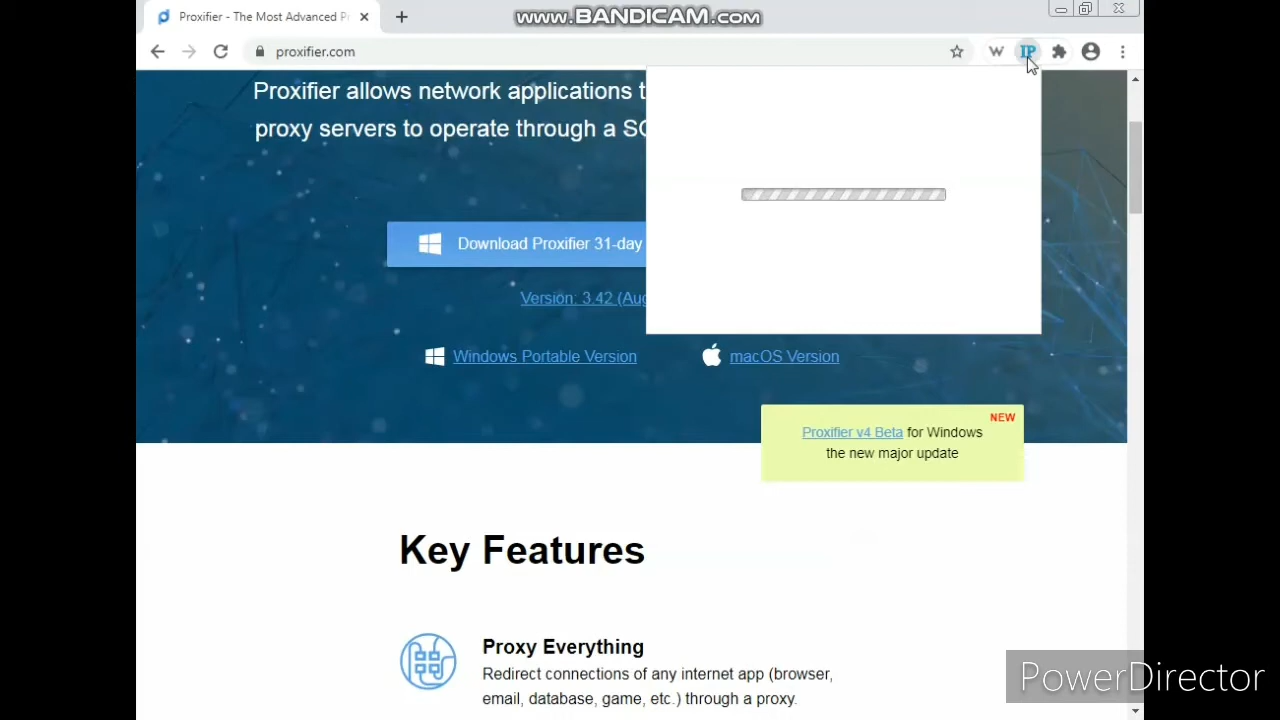 Proxifier - The Most Advanced P
www.BANDICAM.com
proxifier.com
W
IP
Proxifier allows network applications t
proxy servers to operate through a SO
Download Proxifier 31-day
Version: 3.42 (Aug
Windows Portable Version
macOS Version
NEW
Proxifier v4 Beta for Windows
the new major update
Key Features
Proxy Everything
Redirect connections of any internet app (browser,
email, database, game, etc.) through a proxy.
PowerDirector